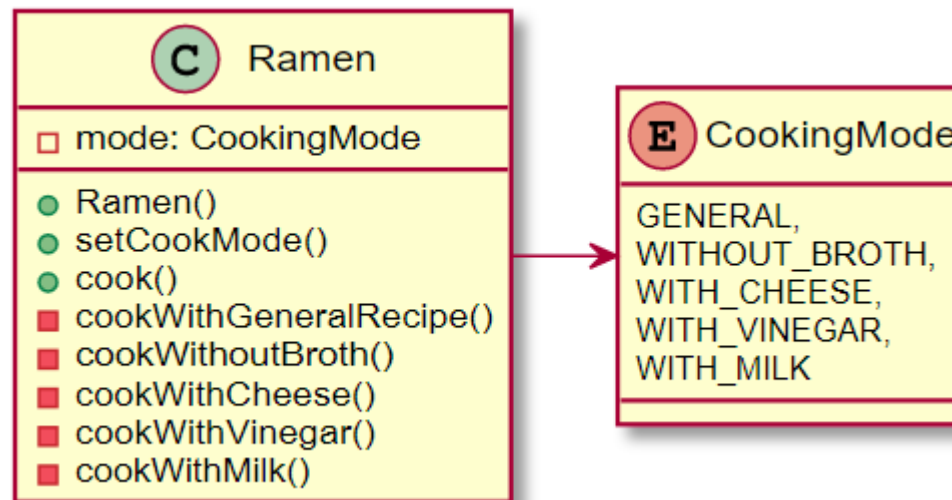 C Ramen
mode: CookingMode
Ramen()
setCookMode()
cook()
cookWithGeneralRecipe()
cookWithoutBroth()
cookWithCheese()
cookWithVinegar()
cookWithMilk()
E CookingMode
GENERAL,
WITHOUT_BROTH,
WITH_CHEESE,
WITH_VINEGAR,
WITH_MILK